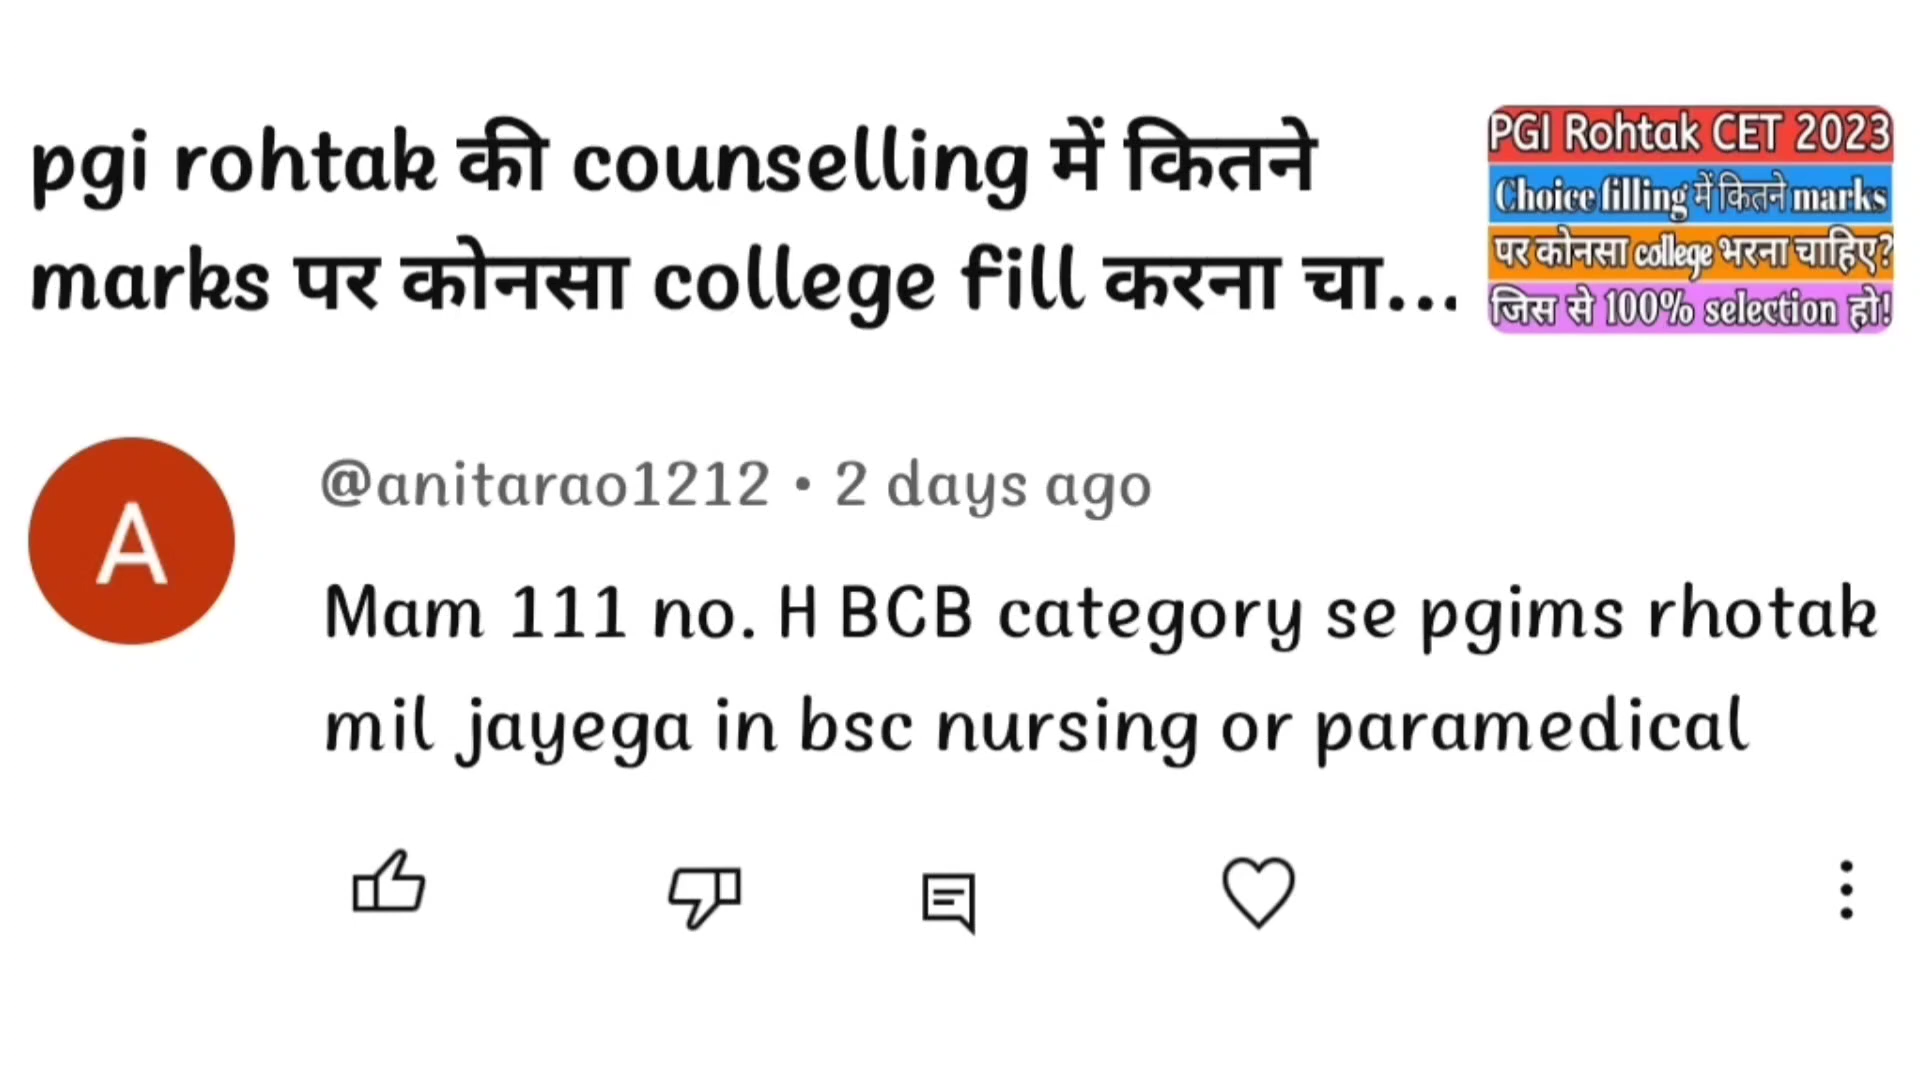 pgi rohtak की counselling में कितने
marks पर कोनसा college fill करना चा...
PGI Rohtak CET 2023
Choice filling में कितने marks
पर कोनसा college भरना चाहिए?
जिस से 100% selection हो!
A
@anitarao1212 • 2 days ago
Mam 111 no. H BCB category se pgims rhotak
mil jayega in bsc nursing or paramedical